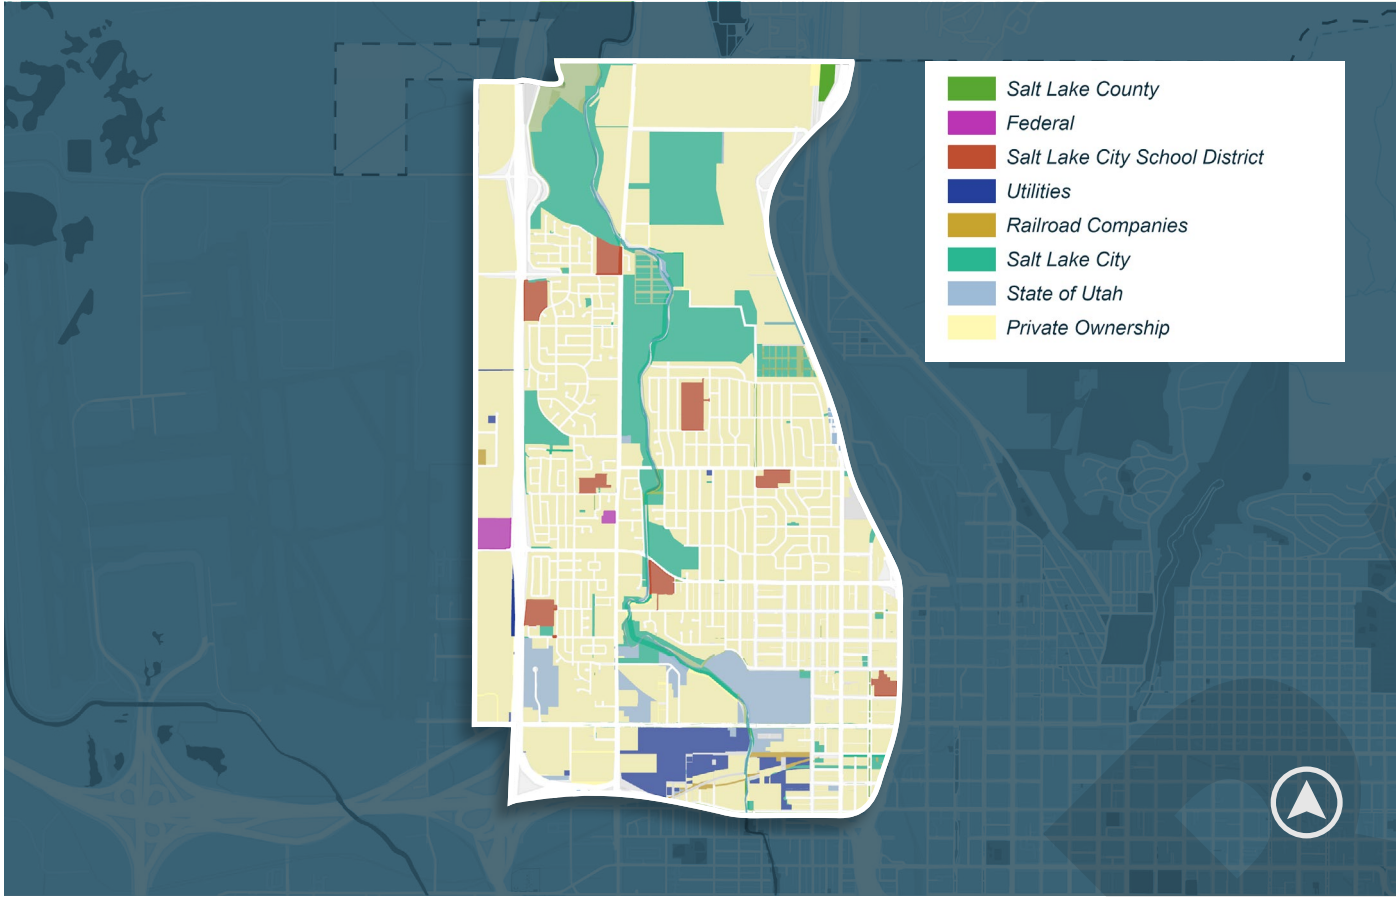 Salt Lake County
Federal
Salt Lake City School District
Utilities
Railroad Companies
Salt Lake City
State of Utah
Private Ownership